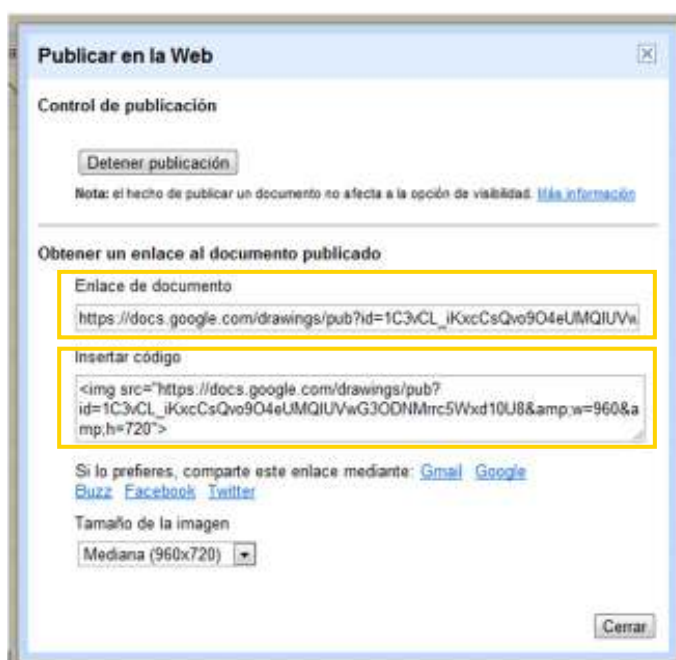 Publicar en la Web
Control de publicación
Detener publicación
Nota: el hecho de publicar un documento no afecta a la opción de visibilidad. Más información
Obtener un enlace al documento publicado
Enlace de documento
https://docs.google.com/drawings/pub?id=1C3vCL_iKxcCsQvo9O4eUMQIUVw
Insertar código
<img src="https://docs.google.com/drawings/pub?
id=1C3vCL_iKxcCsQvo9O4eUMQIUVwG3ODNMrrc5Wxd10U8&amp;w=960&a
mp;h=720">
Si lo prefieres, comparte este enlace mediante: Gmail Google
Buzz Facebook Twitter
Tamaño de la imagen
Mediana (960x720)
Cerrar